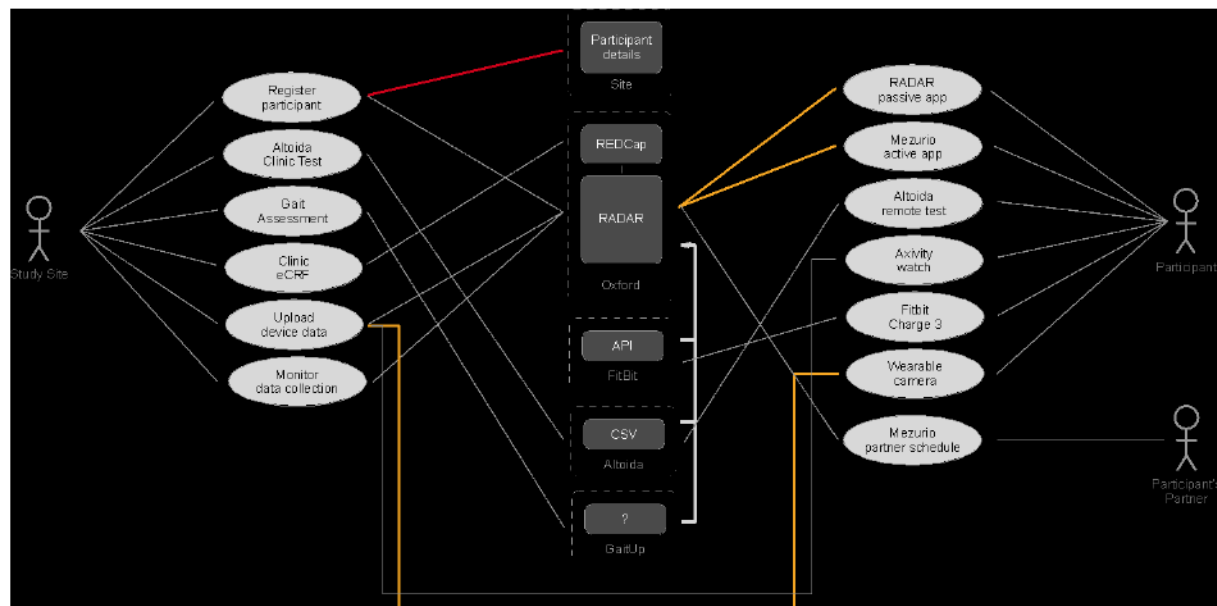 Participant
details
Site
Register
participant
RADAR
passive app
Altoida
Clinic Test
REDCap
Mezurio
active app
Gait
Assessment
RADAR
Altoida
remote test
Study Site
Clinic
eCRF
Oxford
Axivity
watch
Participant
Upload
device data
API
FitBit
Fitbit
Charge 3
Monitor
data collection
Wearable
camera
CSV
Altoida
Mezurio
partner schedule
Participant's
Partner
?
GaitUp